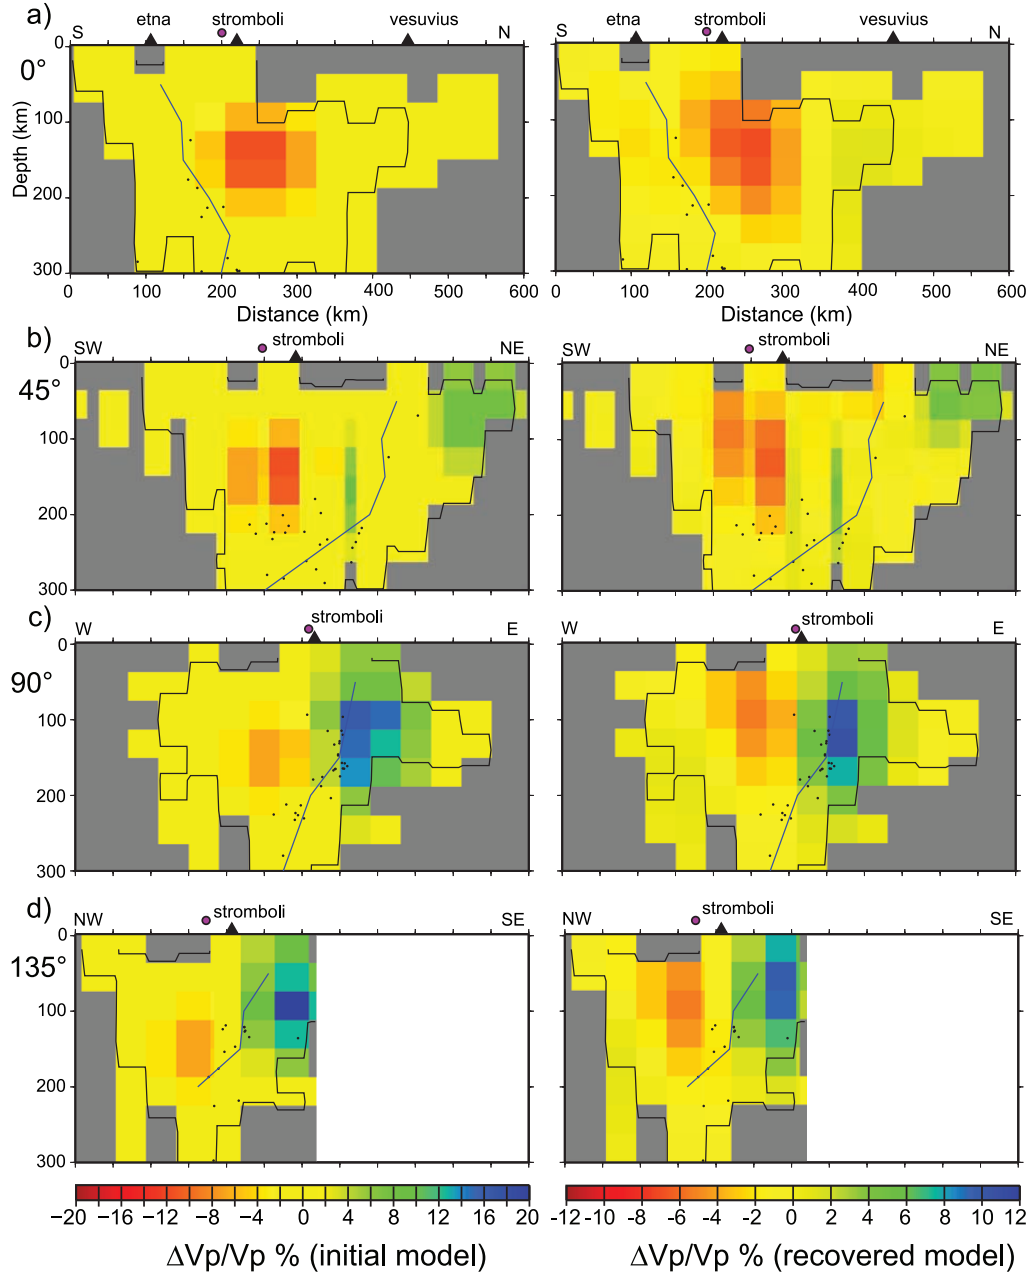 a)
etna
stromboli
vesuvius
etna
stromboli
vesuvius
S
N
S
N
0°
0
100
200
300
Depth (km)
0
100
200
300
400
500
600
0
100
200
300
400
500
600
Distance (km)
Distance (km)
b)
stromboli
stromboli
SW
NE
SW
NE
45°
0
100
200
300
c)
stromboli
stromboli
W
E
W
E
90°
0
100
200
300
d)
stromboli
stromboli
NW
SE
NW
SE
135°
0
100
200
300
−20 −16 −12 −8 −4 0 4 8 12 16 20
-12 -10 -8 -6 -4 -2 0 2 4 6 8 10 12
ΔVp/Vp % (initial model)
ΔVp/Vp % (recovered model)